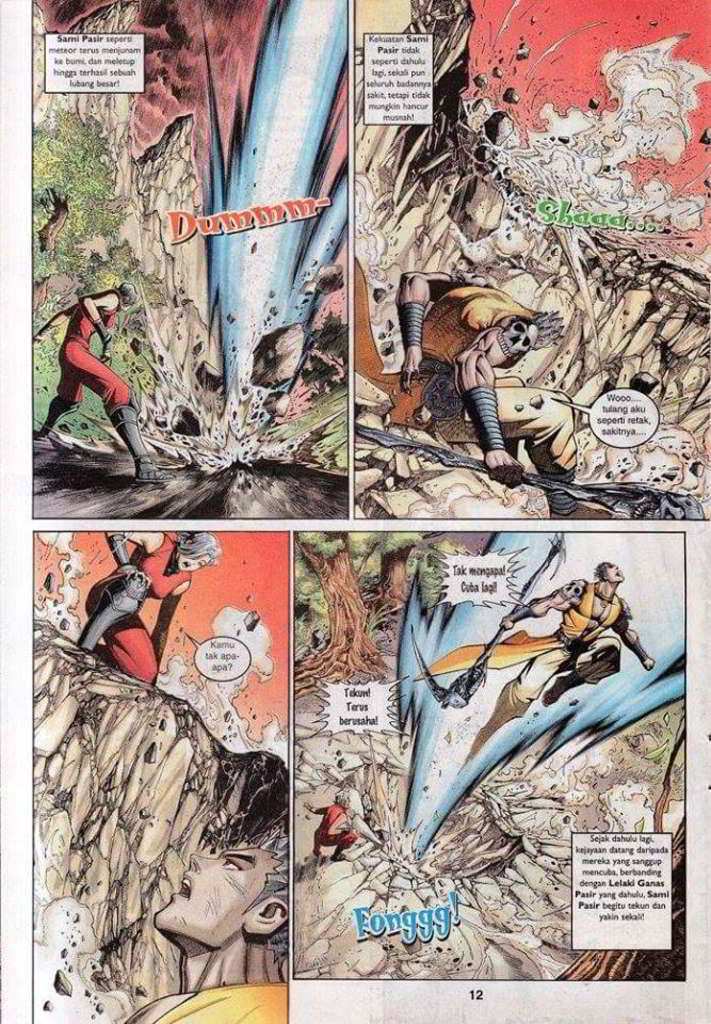 Sami Pasir seperti
meteor terus menjunam
ke bumi, dan meletup
hingga terhasil sebuah
lubang besar!
Dummm-
Kekuatan Sami
Pasir tidak
seperti dahulu
lagi, sekali pun
seluruh badannya
sakit, tetapi tidak
mungkin hancur
musnah!
Shaaa....
Wooo....
tulang aku
seperti retak,
sakitnya....
Kamu
tak apa-
apa?
Tak mengapa!
Cuba lagi!
Tekun!
Terus
berusaha!
Sejak dahulu lagi,
kejayaan datang daripada
mereka yang sanggup
mencuba, berbanding
dengan Lelaki Ganas
Pasir yang dahulu, Sami
Pasir begitu tekun dan
yakin sekali!
Fonggg!
12